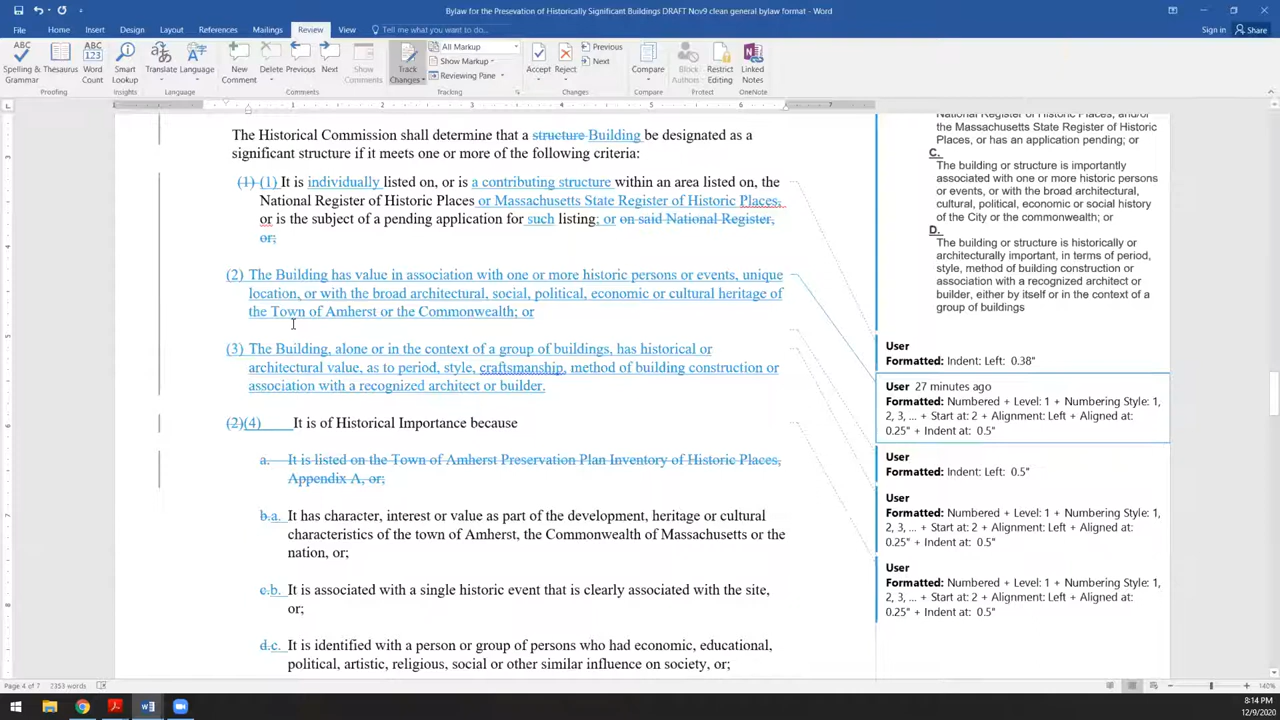 Bylaw for the Presevation of Historically Significant Buildings DRAFT Nov9 clean general bylaw format - Word
File Home Insert Design Layout References Mailings Review View Tell me what you want to do... Sign in Share
Spelling & Grammar Thesaurus Word Count Smart Lookup Translate Language New Comment Delete Previous Next Show Comments Track Changes All Markup Show Markup Reviewing Pane Accept Reject Previous Next Compare Block Authors Restrict Editing Linked Notes
Proofing Insights Language Comments Tracking Changes Compare Protect OneNote
The Historical Commission shall determine that a structure Building be designated as a
significant structure if it meets one or more of the following criteria:
(1) (1) It is individually listed on, or is a contributing structure within an area listed on, the
National Register of Historic Places or Massachusetts State Register of Historic Places,
or is the subject of a pending application for such listing; or on said National Register,
or;
(2) The Building has value in association with one or more historic persons or events, unique
location, or with the broad architectural, social, political, economic or cultural heritage of
the Town of Amherst or the Commonwealth; or
(3) The Building, alone or in the context of a group of buildings, has historical or
architectural value, as to period, style, craftsmanship, method of building construction or
association with a recognized architect or builder.
(2)(4) It is of Historical Importance because
a. It is listed on the Town of Amherst Preservation Plan Inventory of Historic Places,
Appendix A, or;
b.a. It has character, interest or value as part of the development, heritage or cultural
characteristics of the town of Amherst, the Commonwealth of Massachusetts or the
nation, or;
c.b. It is associated with a single historic event that is clearly associated with the site,
or;
d.c. It is identified with a person or group of persons who had economic, educational,
political, artistic, religious, social or other similar influence on society, or;
National Register of Historic Places, and/or
the Massachusetts State Register of Historic
Places, or has an application pending; or
C.
The building or structure is importantly
associated with one or more historic persons
or events, or with the broad architectural,
cultural, political, economic or social history
of the City or the commonwealth; or
D.
The building or structure is historically or
architecturally important, in terms of period,
style, method of building construction or
association with a recognized architect or
builder, either by itself or in the context of a
group of buildings
User
Formatted: Indent: Left: 0.38"
User 27 minutes ago
Formatted: Numbered + Level: 1 + Numbering Style: 1,
2, 3, ... + Start at: 2 + Alignment: Left + Aligned at:
0.25" + Indent at: 0.5"
User
Formatted: Indent: Left: 0.5"
User
Formatted: Numbered + Level: 1 + Numbering Style: 1,
2, 3, ... + Start at: 2 + Alignment: Left + Aligned at:
0.25" + Indent at: 0.5"
User
Formatted: Numbered + Level: 1 + Numbering Style: 1,
2, 3, ... + Start at: 2 + Alignment: Left + Aligned at:
0.25" + Indent at: 0.5"
Page 4 of 7 2353 words 140%
8:14 PM
12/9/2020